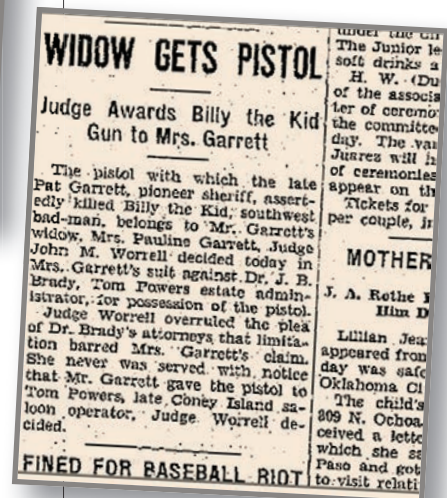 WIDOW GETS PISTOL
Judge Awards Billy the Kid
Gun to Mrs. Garrett
The pistol with which the late
Pat Garrett, pioneer sheriff, assert-
edly killed Billy the Kid, southwest
bad-man, belongs to Mr. Garrett's
widow, Mrs. Pauline Garrett, Judge
John M. Worrell decided today in
Mrs. Garrett's suit against Dr. J. B.
Brady, Tom Powers estate admin-
istrator, for possession of the pistol.
Judge Worrell overruled the plea
of Dr. Brady's attorneys that limita-
tion barred Mrs. Garrett's claim.
She never was served with notice
that Mr. Garrett gave the pistol to
Tom Powers, late Coney Island sa-
loon operator, Judge Worrell de-
cided.
FINED FOR BASEBALL RIOT
under the
The Junior le
soft drinks a
H. W. (Du
of the associa
ter of ceremo
the committe
day. The
Juarez will
of ceremonies
appear on th
Tickets for
per couple, in
MOTHER
J. A. Rothe
Him D
Lillian Jea
appeared from
day was safe
Oklahoma Ci
The child's
809 N. Ochoa
ceived a lette
which she sa
Paso and got
to visit relati